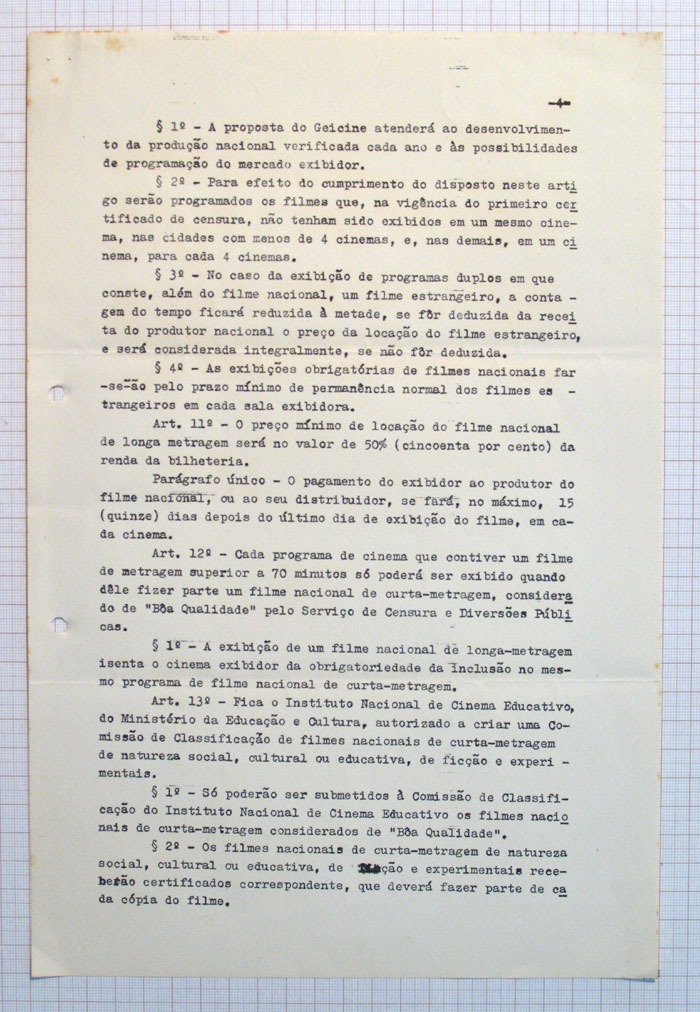 -4-
§ 1º - A proposta do Geicine atenderá ao desenvolvimen-
to da produção nacional verificada cada ano e às possibilidades
de programação do mercado exibidor.
§ 2º - Para efeito do cumprimento do disposto neste arti
go serão programados os filmes que, na vigência do primeiro cer
tificado de censura, não tenham sido exibidos em um mesmo cine-
ma, nas cidades com menos de 4 cinemas, e, nas demais, em um ci
nema, para cada 4 cinemas.
§ 3º - No caso da exibição de programas duplos em que
conste, além do filme nacional, um filme estrangeiro, a conta -
gem do tempo ficará reduzida à metade, se fôr deduzida da recei
ta do produtor nacional o preço da locação do filme estrangeiro,
e será considerada integralmente, se não fôr deduzida.
§ 4º - As exibições obrigatórias de filmes nacionais far
-se-ão pelo prazo mínimo de permanência normal dos filmes es -
trangeiros em cada sala exibidora.
Art. 11º - O preço mínimo de locação do filme nacional
de longa metragem será no valor de 50% (cincoenta por cento) da
renda da bilheteria.
Parágrafo único - O pagamento do exibidor ao produtor do
filme nacional, ou ao seu distribuidor, se fará, no máximo, 15
(quinze) dias depois do último dia de exibição do filme, em ca-
da cinema.
Art. 12º - Cada programa de cinema que contiver um filme
de metragem superior a 70 minutos só poderá ser exibido quando
dêle fizer parte um filme nacional de curta-metragem, considera
do de "Bôa Qualidade" pelo Serviço de Censura e Diversões Públi
cas.
§ 1º - A exibição de um filme nacional de longa-metragem
isenta o cinema exibidor da obrigatoriedade da inclusão no mes-
mo programa de filme nacional de curta-metragem.
Art. 13º - Fica o Instituto Nacional de Cinema Educativo,
do Ministério da Educação e Cultura, autorizado a criar uma Co-
missão de Classificação de filmes nacionais de curta-metragem
de natureza social, cultural ou educativa, de ficção e experi -
mentais.
§ 1º - Só poderão ser submetidos à Comissão de Classifi-
cação do Instituto Nacional de Cinema Educativo os filmes nacio
nais de curta-metragem considerados de "Bôa Qualidade".
§ 2º - Os filmes nacionais de curta-metragem de natureza
social, cultural ou educativa, de e experimentais rece-
berão certificados correspondente, que deverá fazer parte de ca
da cópia do filme.